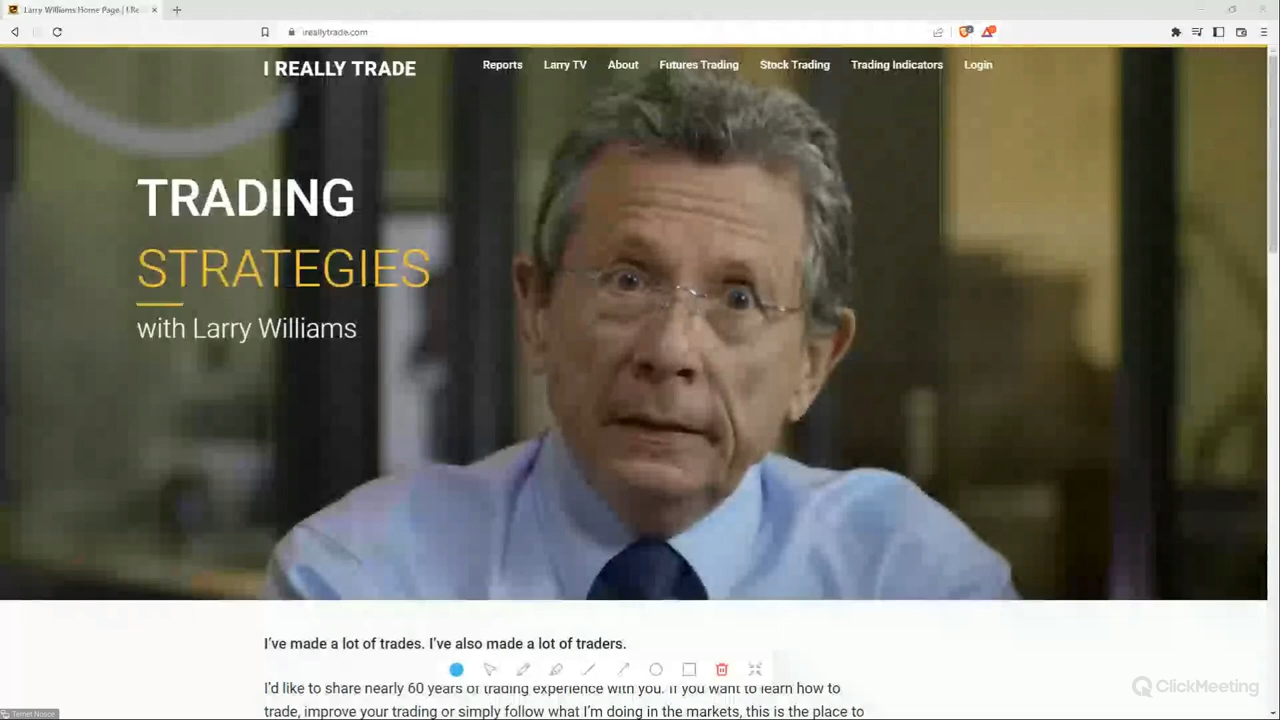 Larry Williams Home Page | I Re
ireallytrade.com
I REALLY TRADE
Reports
Larry TV
About
Futures Trading
Stock Trading
Trading Indicators
Login
TRADING
STRATEGIES
with Larry Williams
I've made a lot of trades. I've also made a lot of traders.
I'd like to share nearly 60 years of trading experience with you. If you want to learn how to
trade, improve your trading or simply follow what I'm doing in the markets, this is the place to
ClickMeeting